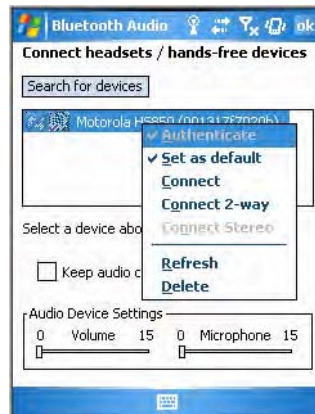 Bluetooth Audio ok
Connect headsets / hands-free devices
Search for devices
Motorola HS850 (001317f7020b)
Authenticate
Set as default
Connect
Connect 2-way
Select a device abo Connect Stereo
Refresh
Keep audio c
Delete
Audio Device Settings
0 Volume 15 0 Microphone 15